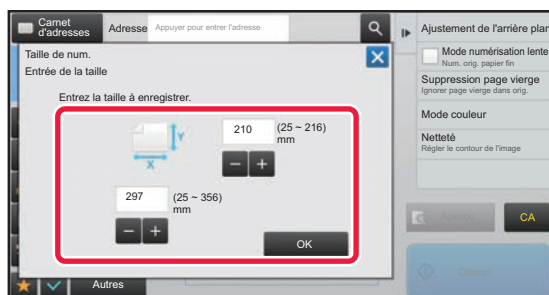 Carnet
d'adresses
Adresse
Appuyer pour entrer l'adresse
Ajustement de l'arrière plan
Mode numérisation lente
Num. orig. papier fin
Suppression page vierge
Ignorer page vierge dans orig.
Mode couleur
Netteté
Régler le contour de l'image
CA
Départ
Taille de num.
Entrée de la taille
Entrez la taille à enregistrer.
Y
X
210
(25 ~ 216)
mm
297
(25 ~ 356)
mm
OK
Autres